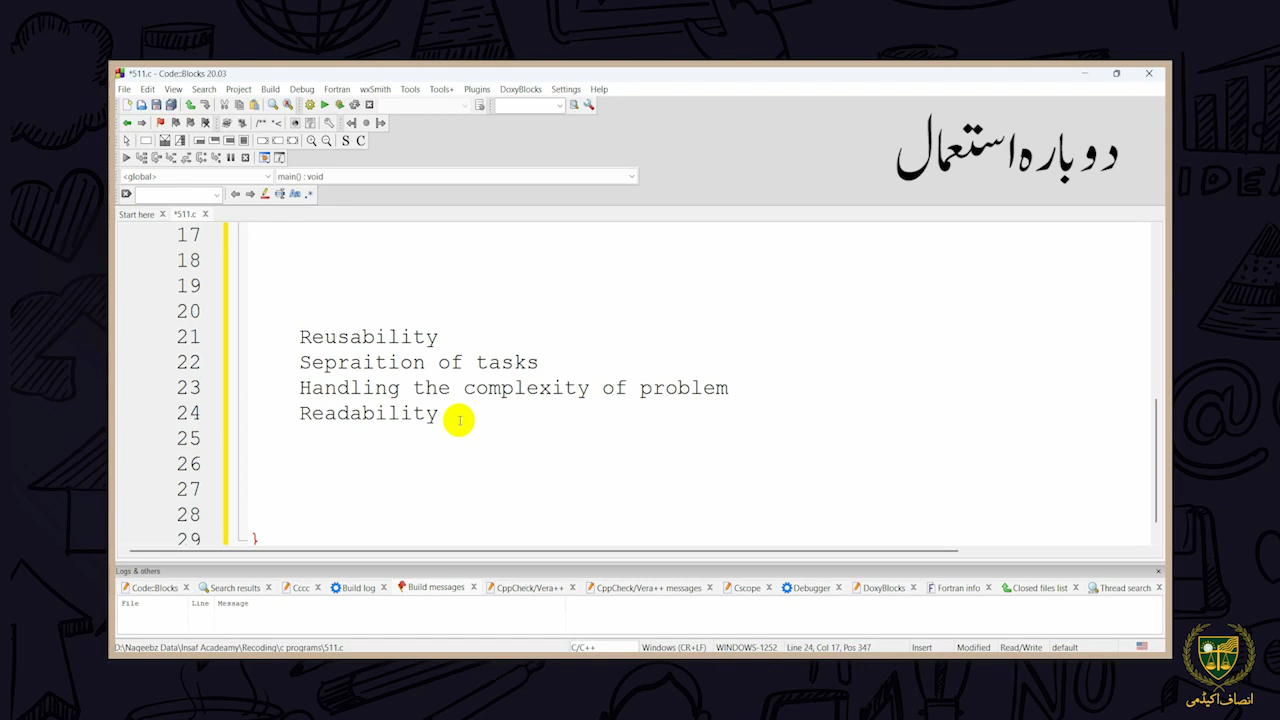 *511.c - Code::Blocks 20.03
File Edit View Search Project Build Debug Fortran wxSmith Tools Tools+ Plugins DoxyBlocks Settings Help
دوبارہ استعمال
S C
<global> main() : void
Start here *511.c
17
18
19
20
21 Reusability
22 Sepraition of tasks
23 Handling the complexity of problem
24 Readability
25
26
27
28
29 }
Logs & others
Code::Blocks Search results Cccc Build log Build messages CppCheck/Vera++ CppCheck/Vera++ messages Cscope Debugger DoxyBlocks Fortran info Closed files list Thread search
File Line Message
D:\Naqeebz Data\Insaf Acadeamy\Recoding\c programs\511.c C/C++ Windows (CR+LF) WINDOWS-1252 Line 24, Col 17, Pos 347 Insert Modified Read/Write default
انصاف اکیڈمی
IDEA